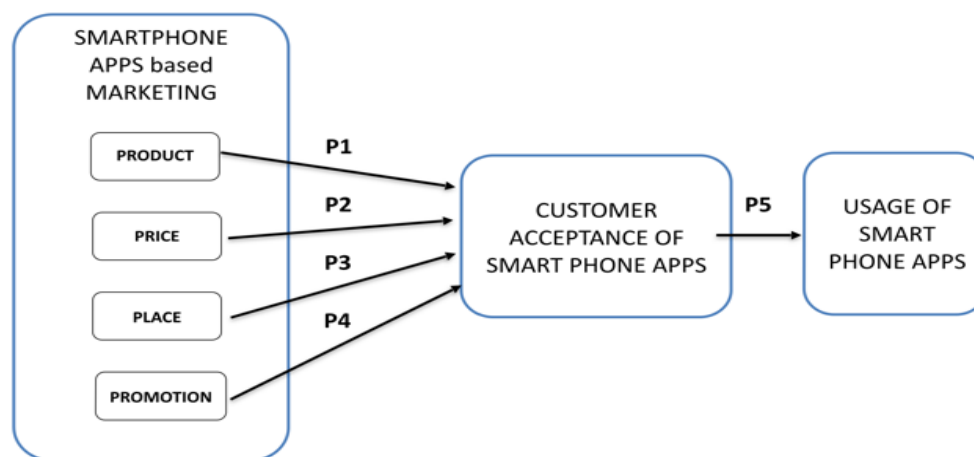 SMARTPHONE
APPS based
MARKETING
PRODUCT
PRICE
PLACE
PROMOTION
P1
P2
P3
P4
CUSTOMER
ACCEPTANCE OF
SMART PHONE APPS
P5
USAGE OF
SMART
PHONE APPS